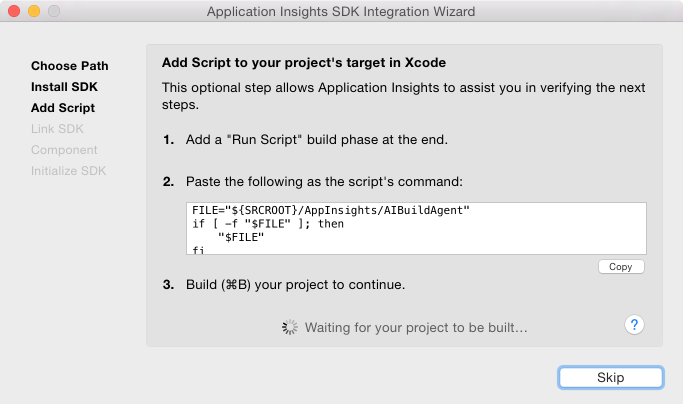 Application Insights SDK Integration Wizard
Choose Path
Install SDK
Add Script
Link SDK
Component
Initialize SDK
Add Script to your project's target in Xcode
This optional step allows Application Insights to assist you in verifying the next
steps.
1. Add a "Run Script" build phase at the end.
2. Paste the following as the script's command:
FILE="${SRCROOT}/AppInsights/AIBuildAgent"
if [ -f "$FILE" ]; then
    "$FILE"
fi
Copy
3. Build (⌘B) your project to continue.
Waiting for your project to be built…
?
Skip